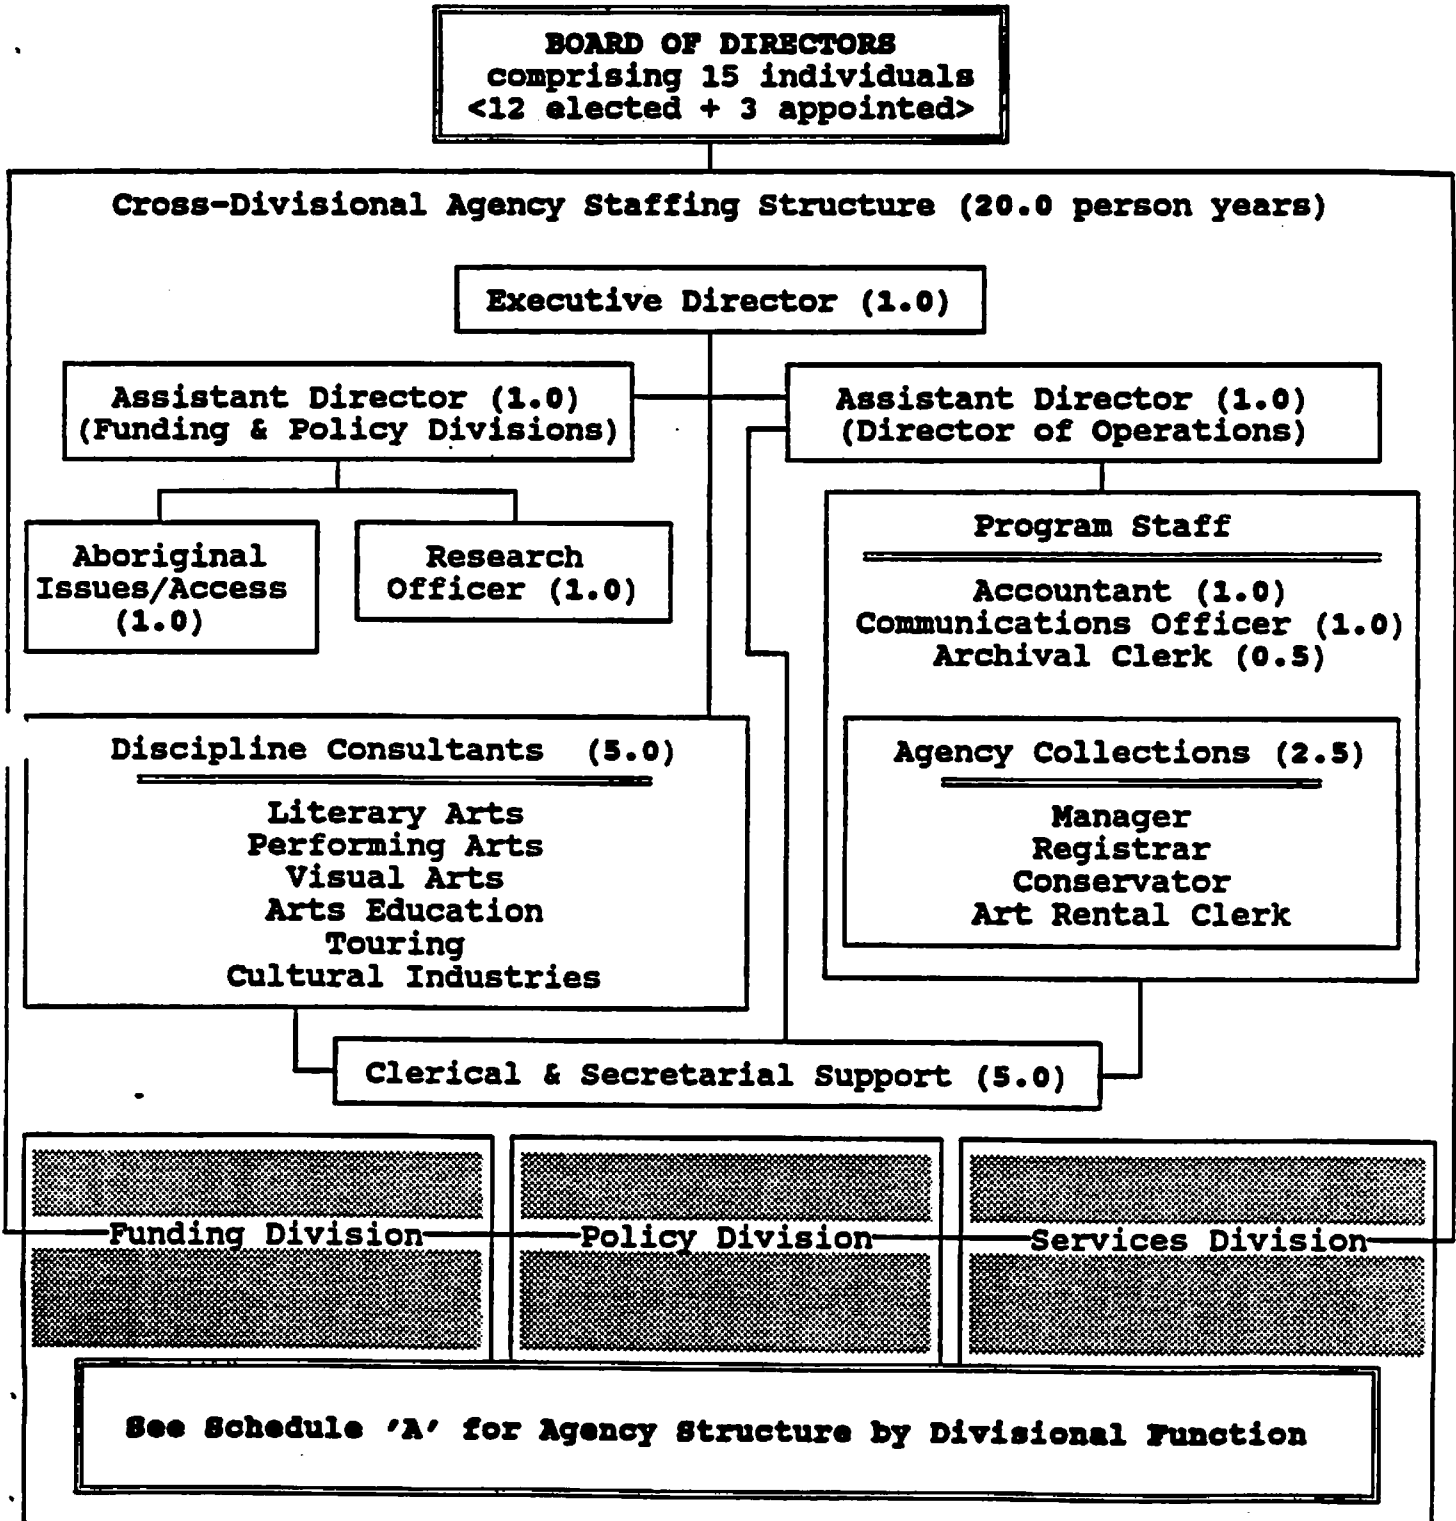 BOARD OF DIRECTORS
comprising 15 individuals
<12 elected + 3 appointed>
Cross-Divisional Agency Staffing Structure (20.0 person years)
Executive Director (1.0)
Assistant Director (1.0)
(Funding & Policy Divisions)
Assistant Director (1.0)
(Director of Operations)
Aboriginal
Issues/Access
(1.0)
Research
Officer (1.0)
Program Staff
Accountant (1.0)
Communications Officer (1.0)
Archival Clerk (0.5)
Discipline Consultants (5.0)
Literary Arts
Performing Arts
Visual Arts
Arts Education
Touring
Cultural Industries
Agency Collections (2.5)
Manager
Registrar
Conservator
Art Rental Clerk
Clerical & Secretarial Support (5.0)
Funding Division
Policy Division
Services Division
See Schedule 'A' for Agency Structure by Divisional Function